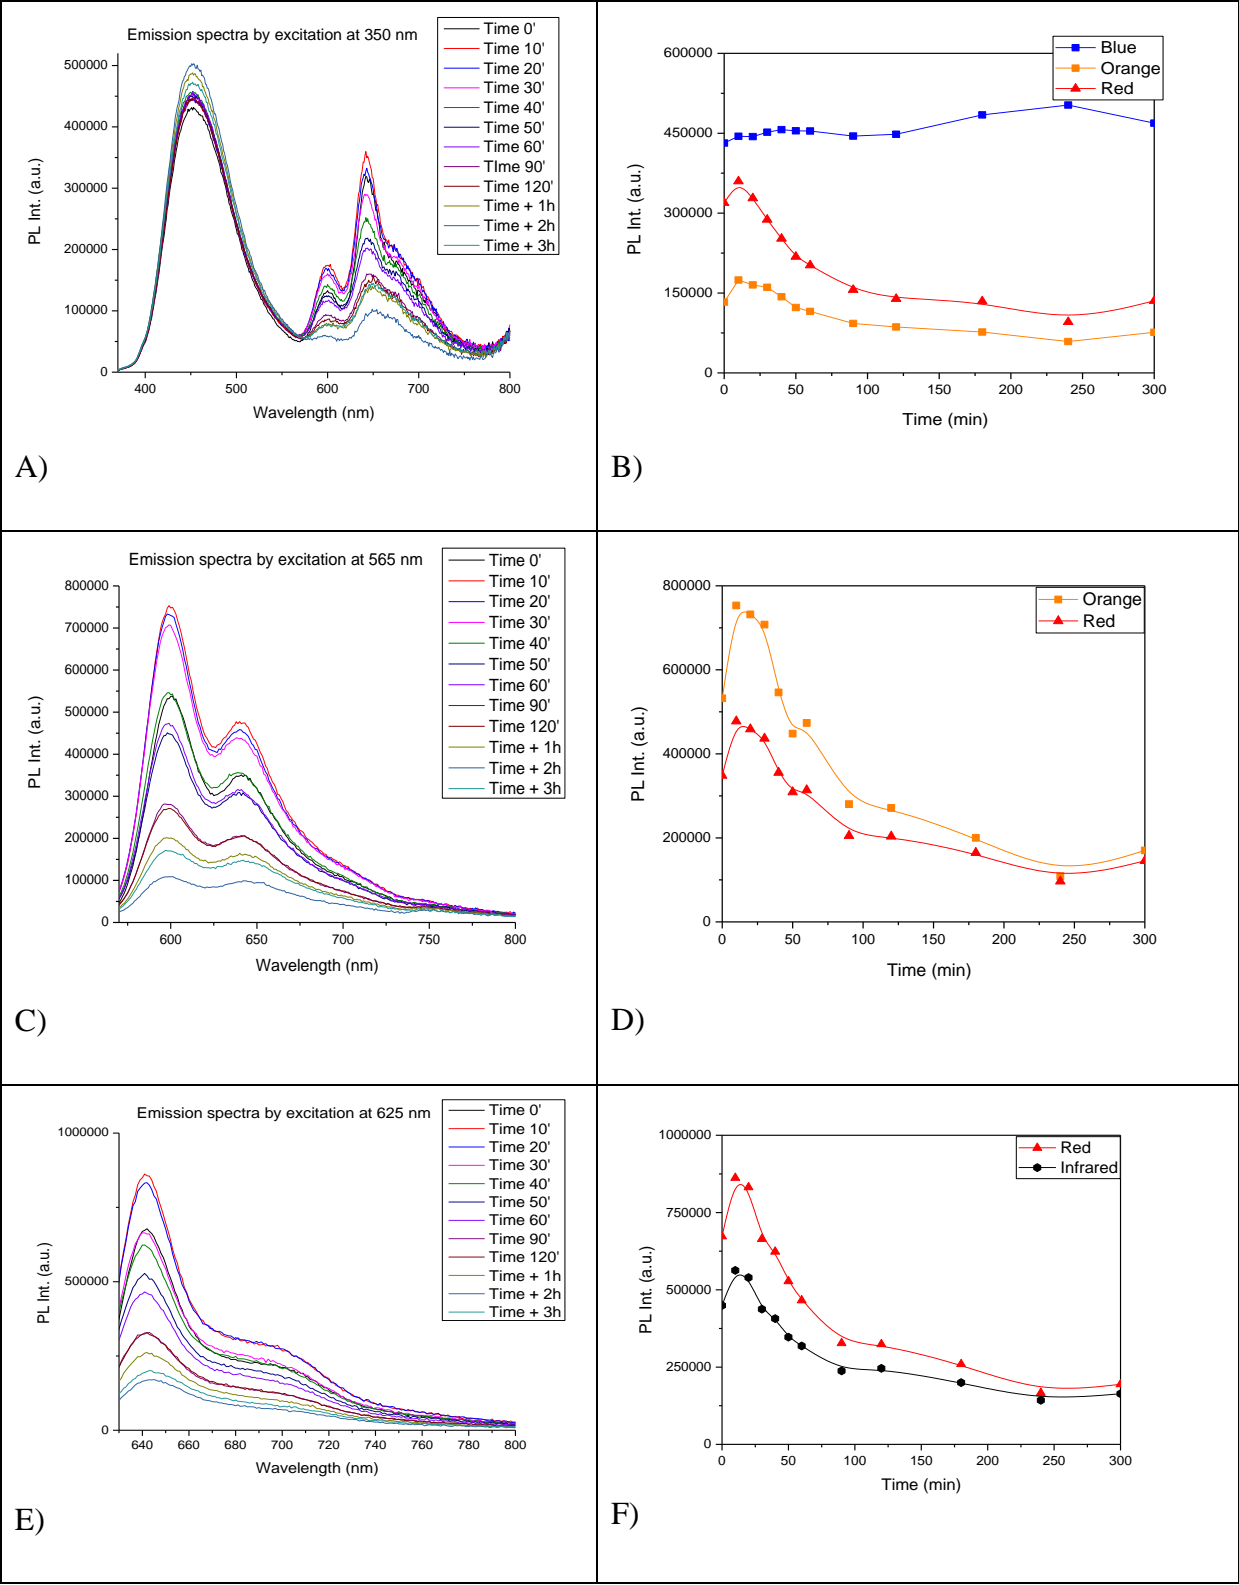 Emission spectra by excitation at 350 nm
Time 0'
Time 10'
Time 20'
Time 30'
Time 40'
Time 50'
Time 60'
TIme 90'
Time 120'
Time + 1h
Time + 2h
Time + 3h
500000
400000
300000
200000
100000
0
PL Int. (a.u.)
400 500 600 700 800
Wavelength (nm)
A)
Blue
Orange
Red
600000
450000
300000
150000
0
PL Int. (a.u.)
0 50 100 150 200 250 300
Time (min)
B)
Emission spectra by excitation at 565 nm
Time 0'
Time 10'
Time 20'
Time 30'
Time 40'
Time 50'
Time 60'
Time 90'
Time 120'
Time + 1h
Time + 2h
Time + 3h
800000
700000
600000
500000
400000
300000
200000
100000
0
PL Int. (a.u.)
600 650 700 750 800
Wavelength (nm)
C)
Orange
Red
800000
600000
400000
200000
0
PL Int. (a.u.)
0 50 100 150 200 250 300
Time (min)
D)
Emission spectra by excitation at 625 nm
Time 0'
Time 10'
Time 20'
Time 30'
Time 40'
Time 50'
Time 60'
Time 90'
Time 120'
Time + 1h
Time + 2h
Time + 3h
1000000
500000
0
PL Int. (a.u.)
640 660 680 700 720 740 760 780 800
Wavelength (nm)
E)
Red
Infrared
1000000
750000
500000
250000
0
PL Int. (a.u.)
0 50 100 150 200 250 300
Time (min)
F)